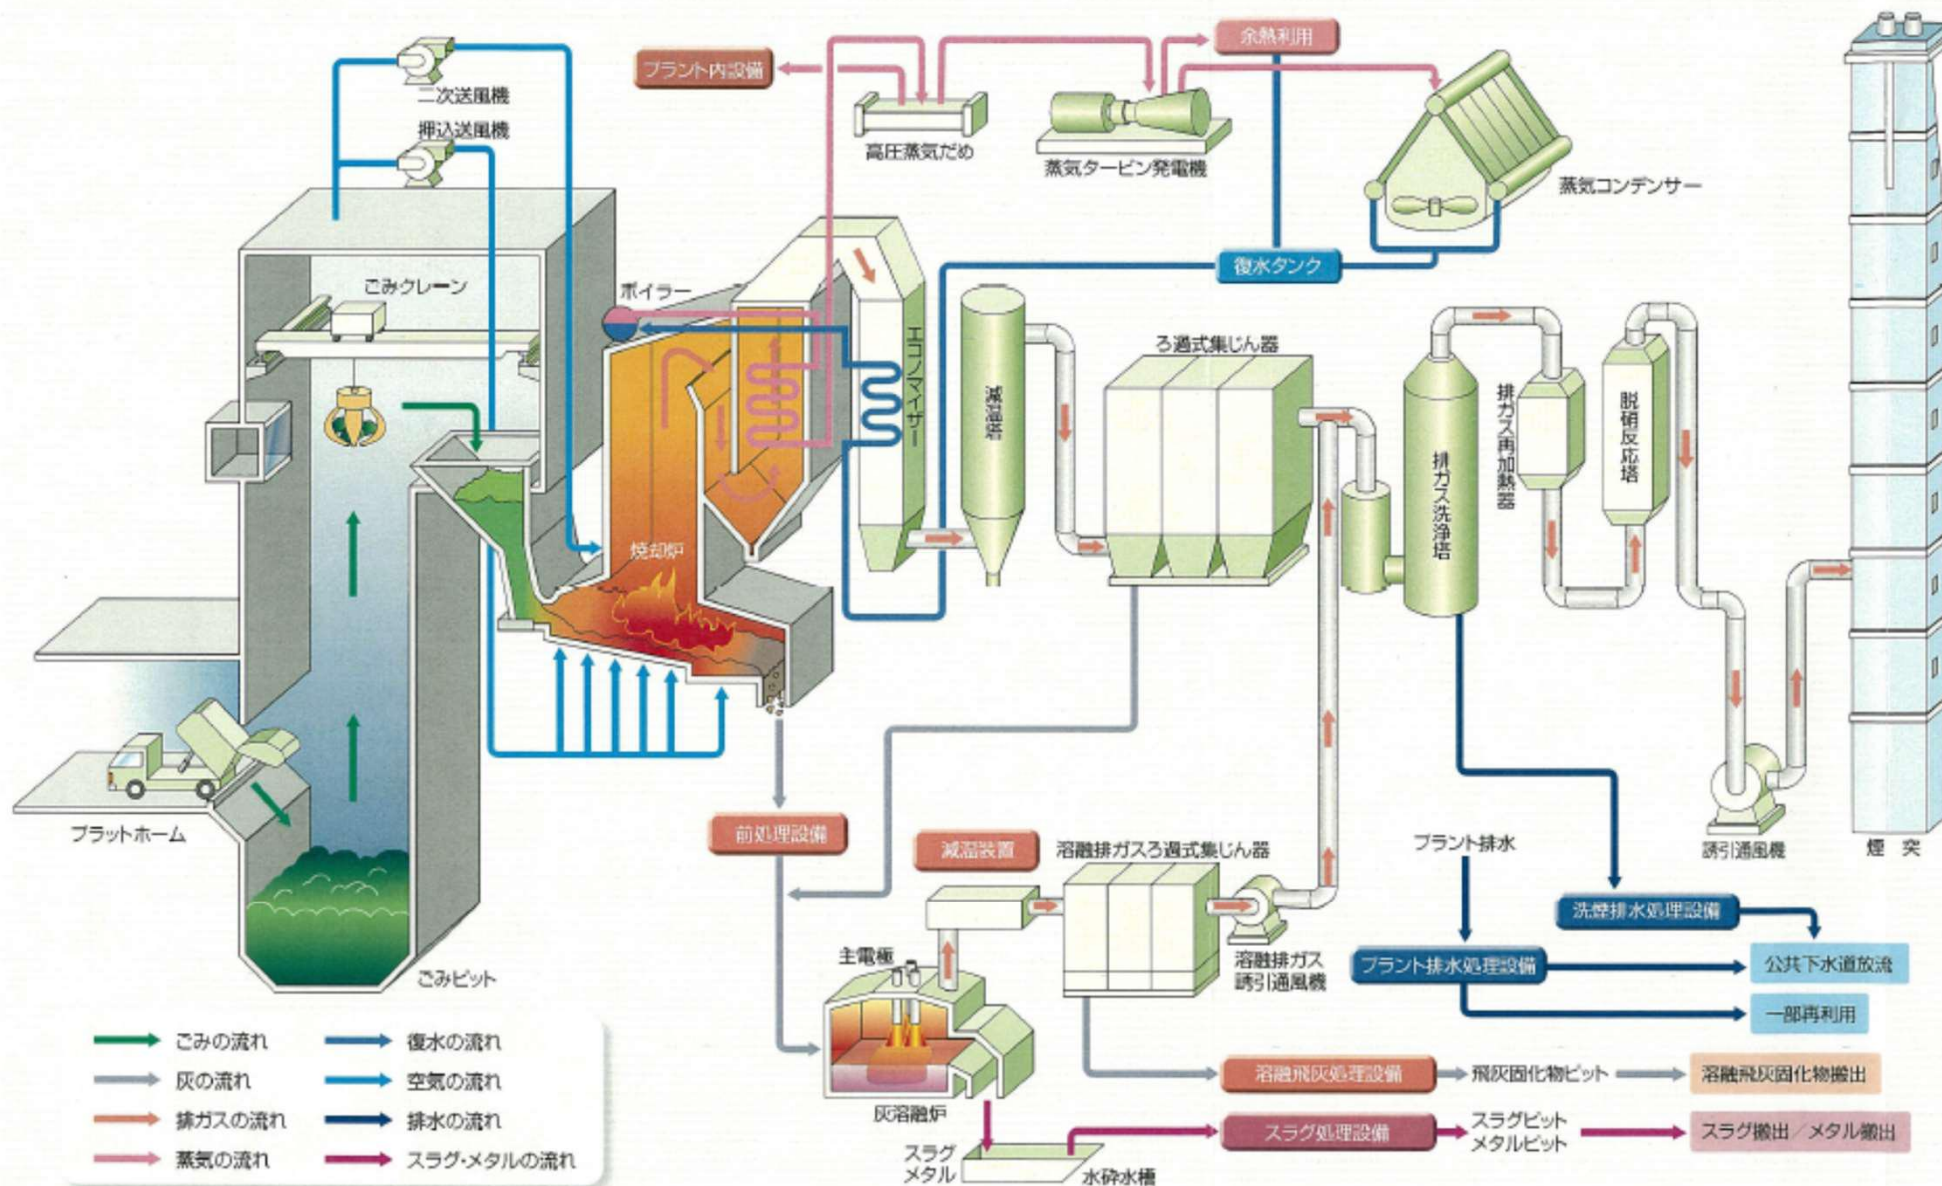 二次送風機
押込送風機
プラント内設備
余熱利用
高圧蒸気だめ
蒸気タービン発電機
蒸気コンデンサー
復水タンク
ごみクレーン
ボイラー
エコノマイザー
減温塔
ろ過式集じん器
排ガス洗浄塔
排ガス再加熱器
脱硝反応塔
焼却炉
プラットホーム
ごみピット
前処理設備
減温装置
溶融排ガスろ過式集じん器
プラント排水
誘引通風機
煙 突
洗煙排水処理設備
主電極
溶融排ガス
誘引通風機
プラント排水処理設備
公共下水道放流
一部再利用
灰溶融炉
溶融飛灰処理設備
飛灰固化物ピット
溶融飛灰固化物搬出
スラグ
メタル
水砕水槽
スラグ処理設備
スラグピット
メタルピット
スラグ搬出/メタル搬出
ごみの流れ
復水の流れ
灰の流れ
空気の流れ
排ガスの流れ
排水の流れ
蒸気の流れ
スラグ・メタルの流れ